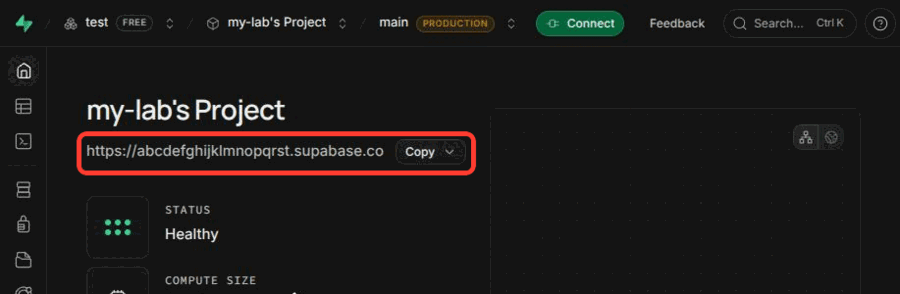 test FREE my-lab's Project main PRODUCTION Connect Feedback Search... Ctrl K
my-lab's Project
https://abcdefghijklmnopqrst.supabase.co Copy
STATUS
Healthy
COMPUTE SIZE